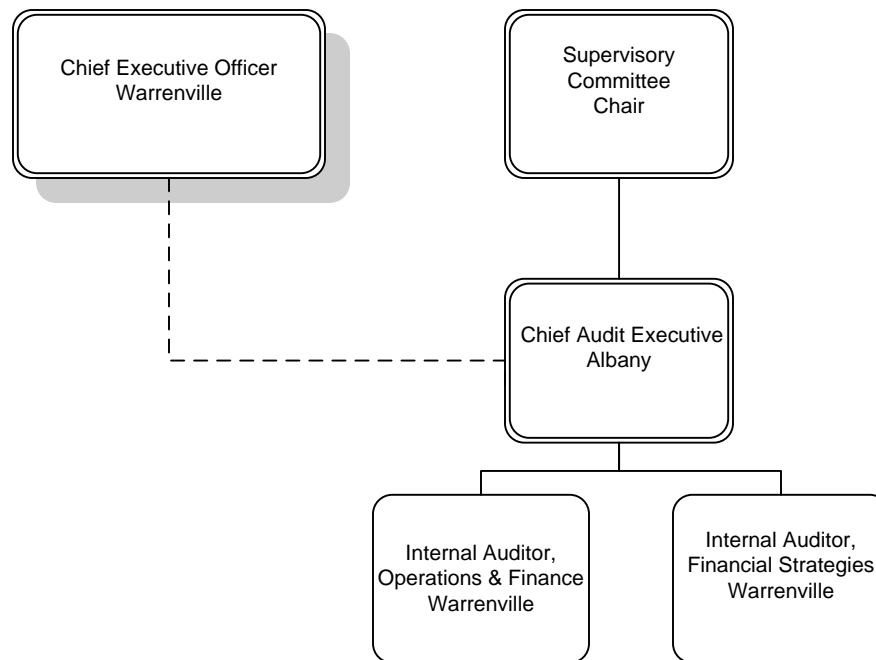 Chief Executive Officer
Warrenville
Supervisory
Committee
Chair
Chief Audit Executive
Albany
Internal Auditor,
Operations & Finance
Warrenville
Internal Auditor,
Financial Strategies
Warrenville